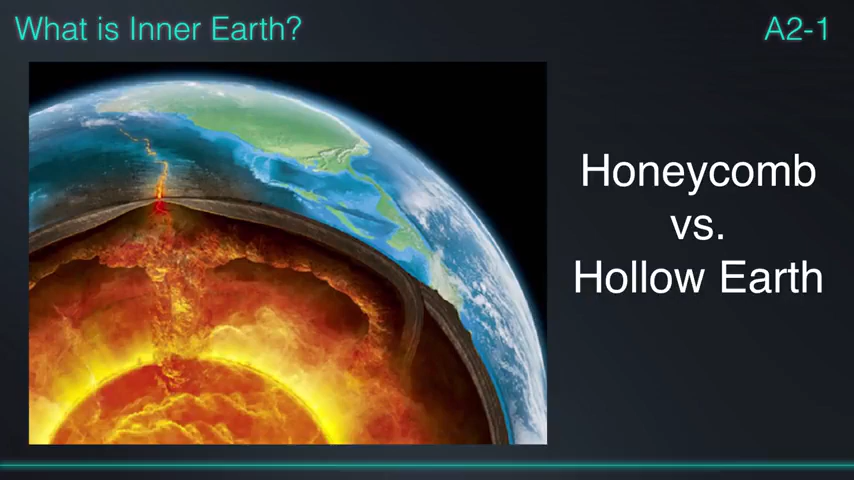 What is Inner Earth?
A2-1
Honeycomb
vs.
Hollow Earth